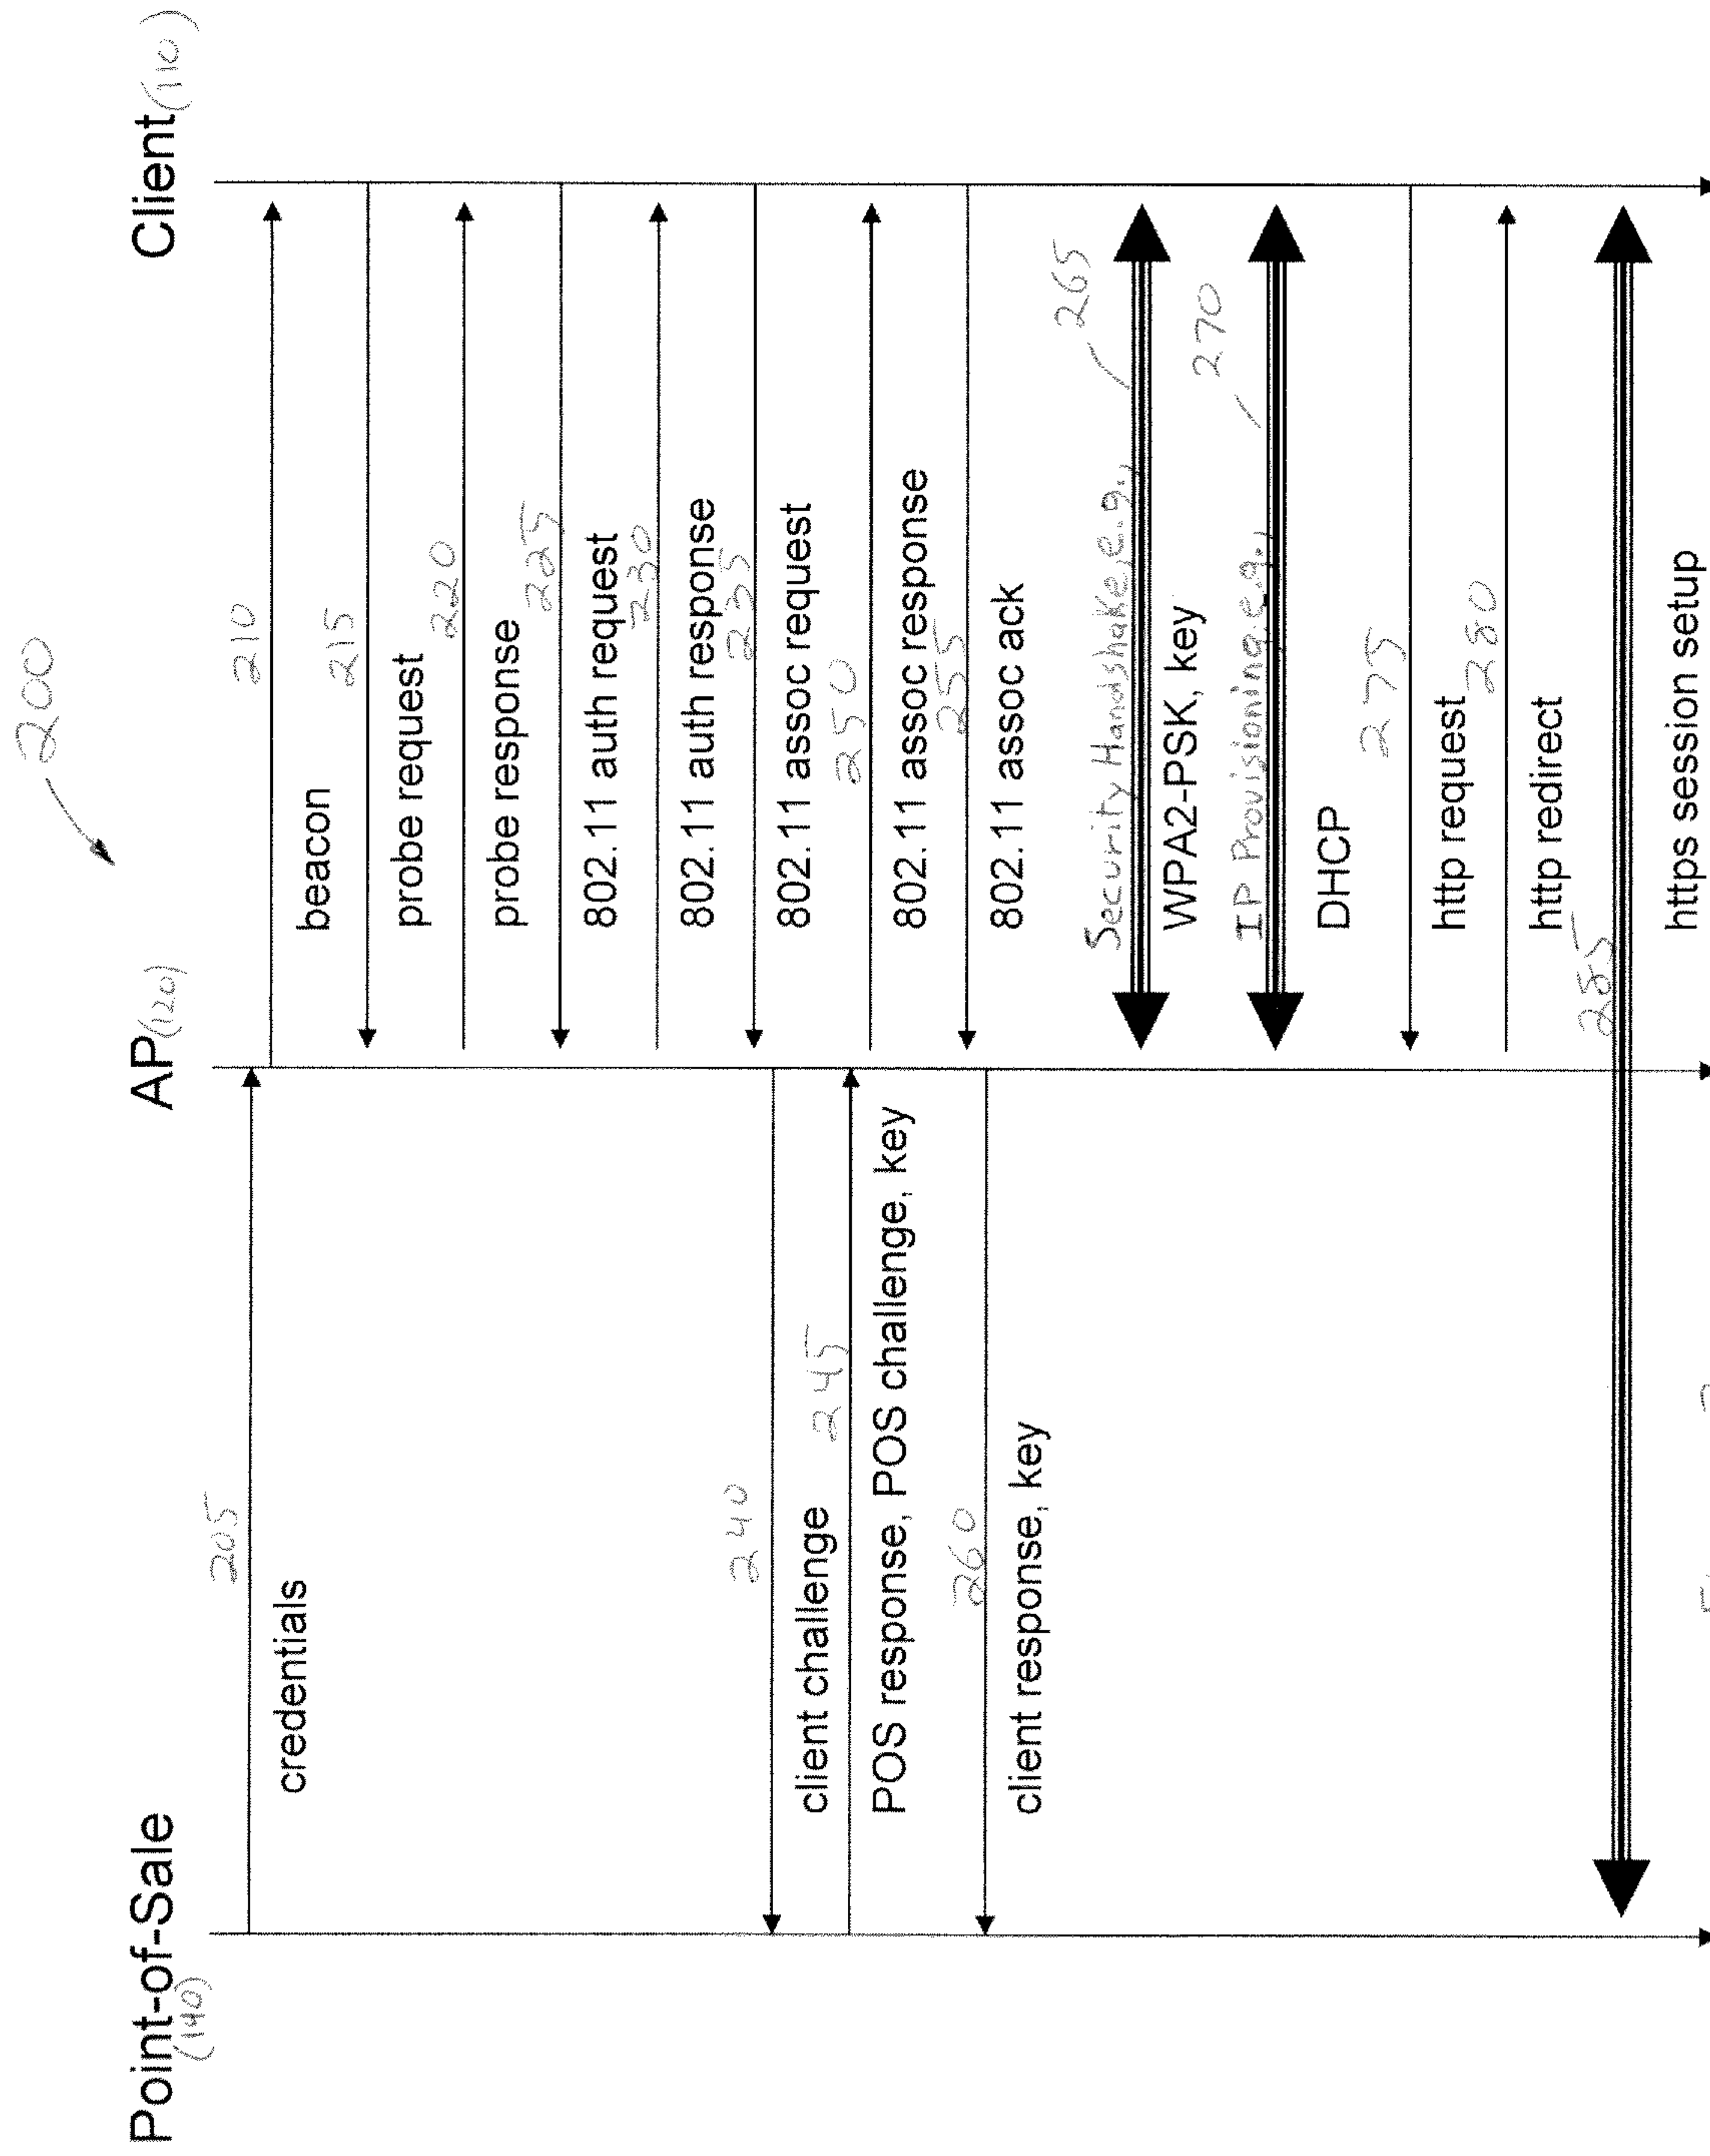 200
Point-of-Sale
(140)
AP (120)
Client (110)
205
credentials
210
beacon
215
probe request
220
probe response
225
802.11 auth request
230
802.11 auth response
235
802.11 assoc request
240
client challenge
245
POS response, POS challenge, key
250
802.11 assoc response
255
802.11 assoc ack
260
client response, key
265
Security Handshake, e.g.,
WPA2-PSK, key
270
IP Provisioning, e.g.,
DHCP
275
http request
280
http redirect
285
https session setup